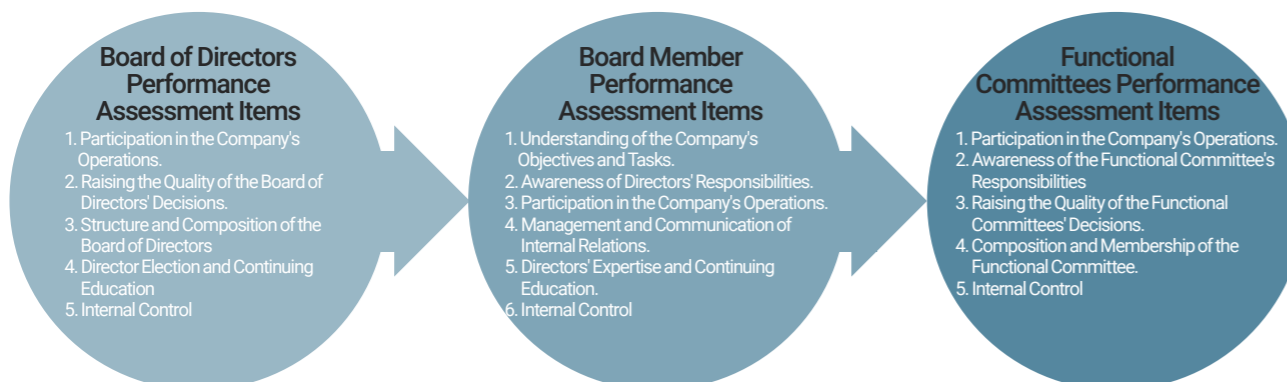 Board of Directors
Performance
Assessment Items
1. Participation in the Company's
Operations.
2. Raising the Quality of the Board of
Directors' Decisions.
3. Structure and Composition of the
Board of Directors
4. Director Election and Continuing
Education
5. Internal Control
Board Member
Performance
Assessment Items
1. Understanding of the Company's
Objectives and Tasks.
2. Awareness of Directors' Responsibilities.
3. Participation in the Company's Operations.
4. Management and Communication of
Internal Relations.
5. Directors' Expertise and Continuing
Education.
6. Internal Control
Functional
Committees Performance
Assessment Items
1. Participation in the Company's Operations.
2. Awareness of the Functional Committee's
Responsibilities
3. Raising the Quality of the Functional
Committees' Decisions.
4. Composition and Membership of the
Functional Committee.
5. Internal Control